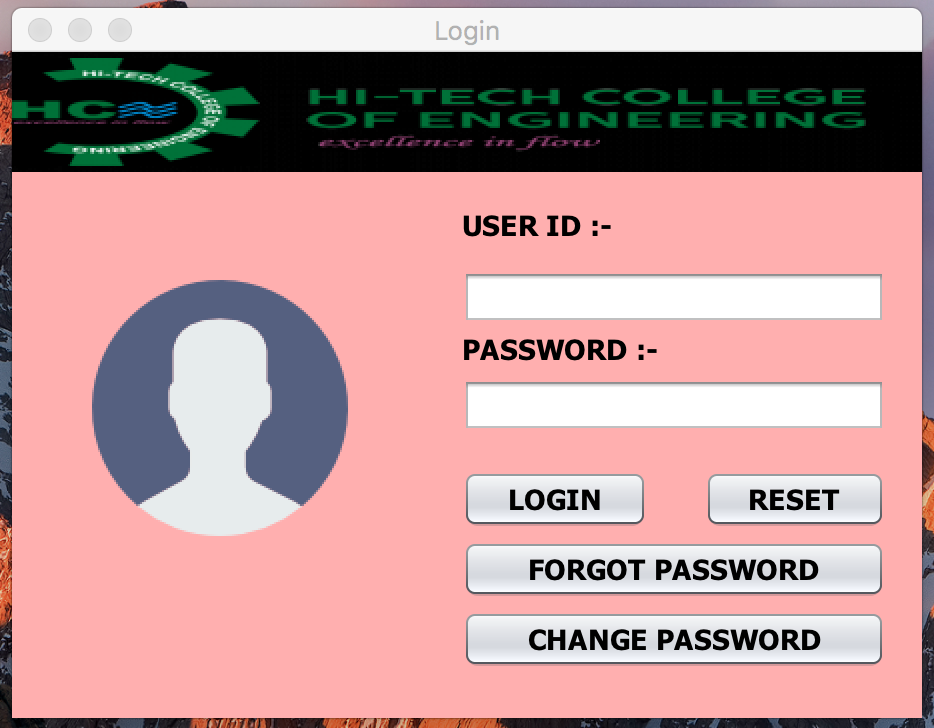 Login
HI-TECH COLLEGE OF ENGINEERING
HC
excellence in flow
HI-TECH COLLEGE
OF ENGINEERING
excellence in flow
USER ID :-
PASSWORD :-
LOGIN
RESET
FORGOT PASSWORD
CHANGE PASSWORD